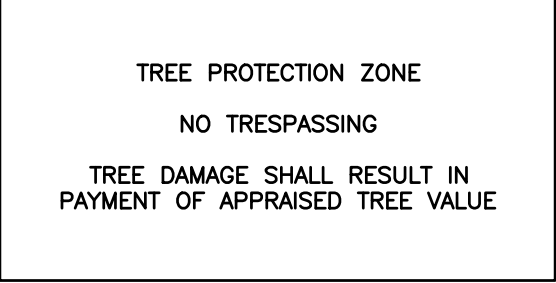 TREE PROTECTION ZONE
NO TRESPASSING
TREE DAMAGE SHALL RESULT IN
PAYMENT OF APPRAISED TREE VALUE